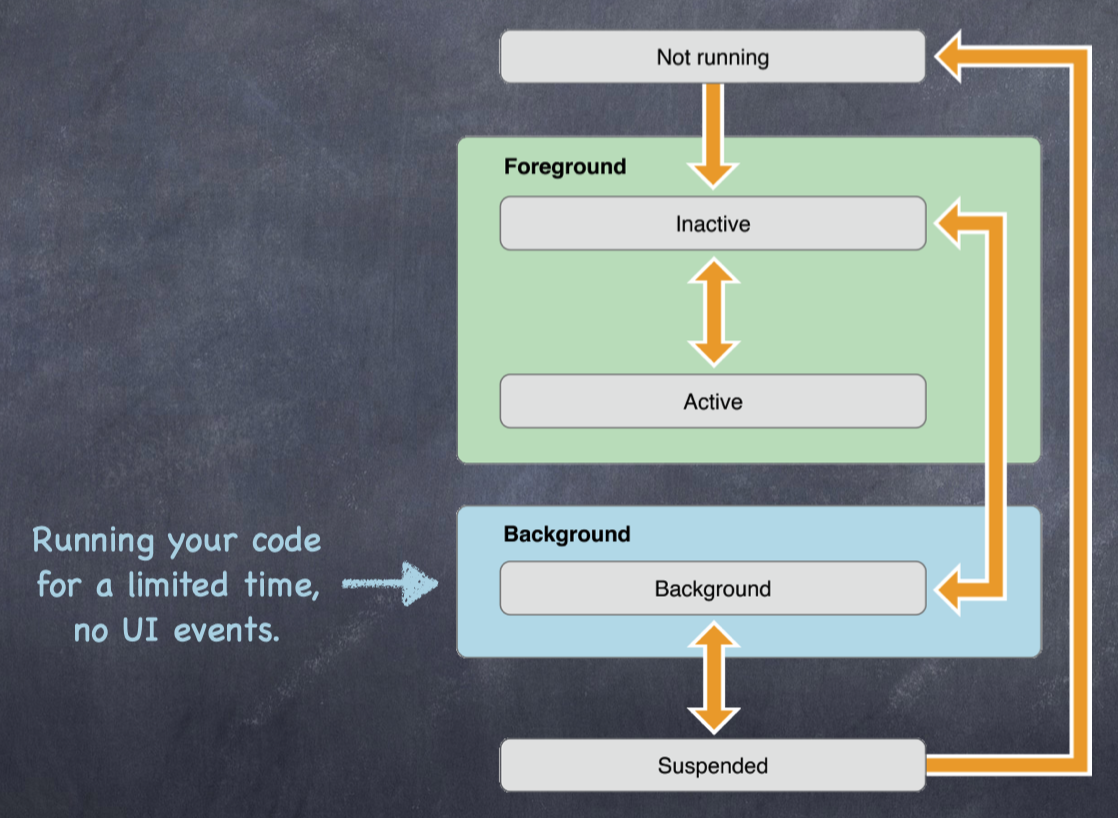 Not running
Foreground
Inactive
Active
Background
Running your code
for a limited time,
no UI events.
Background
Suspended